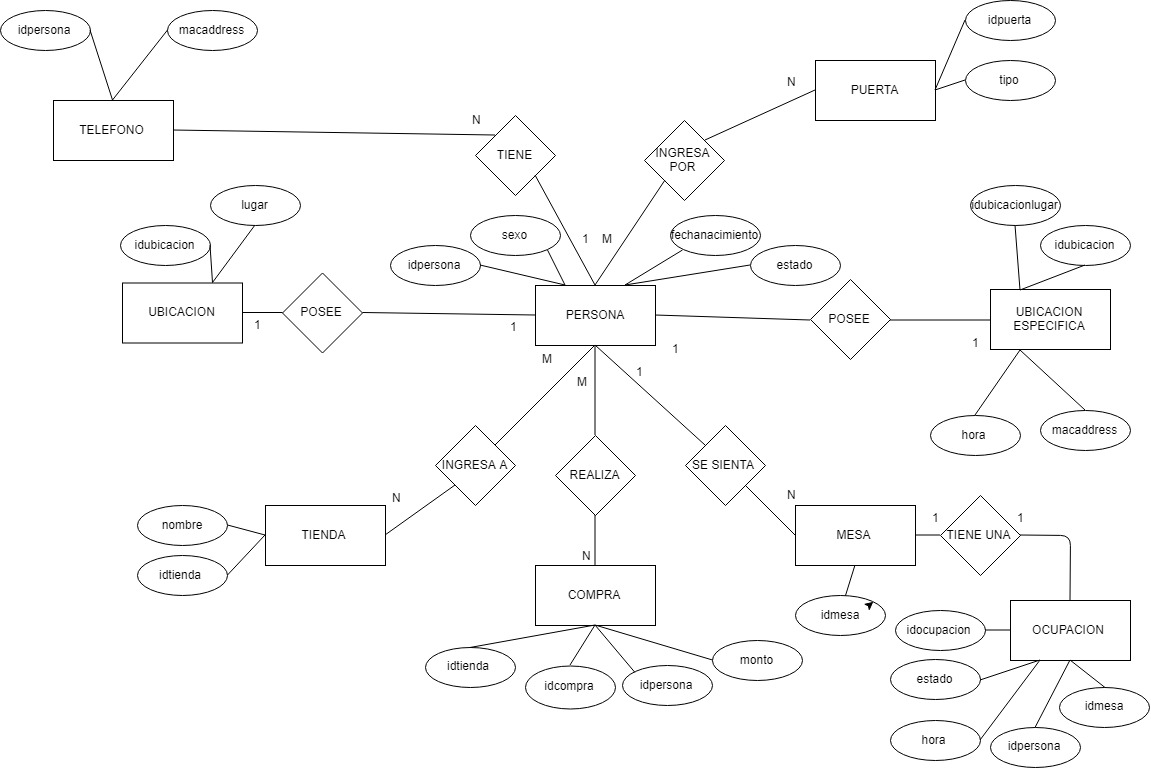 idpersona
macaddress
TELEFONO
N
TIENE
1
idpuerta
tipo
PUERTA
N
INGRESA
POR
M
lugar
idubicacion
UBICACION
1
POSEE
1
sexo
idpersona
fechanacimiento
estado
PERSONA
1
POSEE
1
idubicacionlugar
idubicacion
UBICACION
ESPECIFICA
hora
macaddress
M
INGRESA A
N
TIENDA
nombre
idtienda
M
REALIZA
N
COMPRA
idtienda
idcompra
idpersona
monto
1
SE SIENTA
N
MESA
idmesa
1
TIENE UNA
1
OCUPACION
idocupacion
estado
hora
idpersona
idmesa